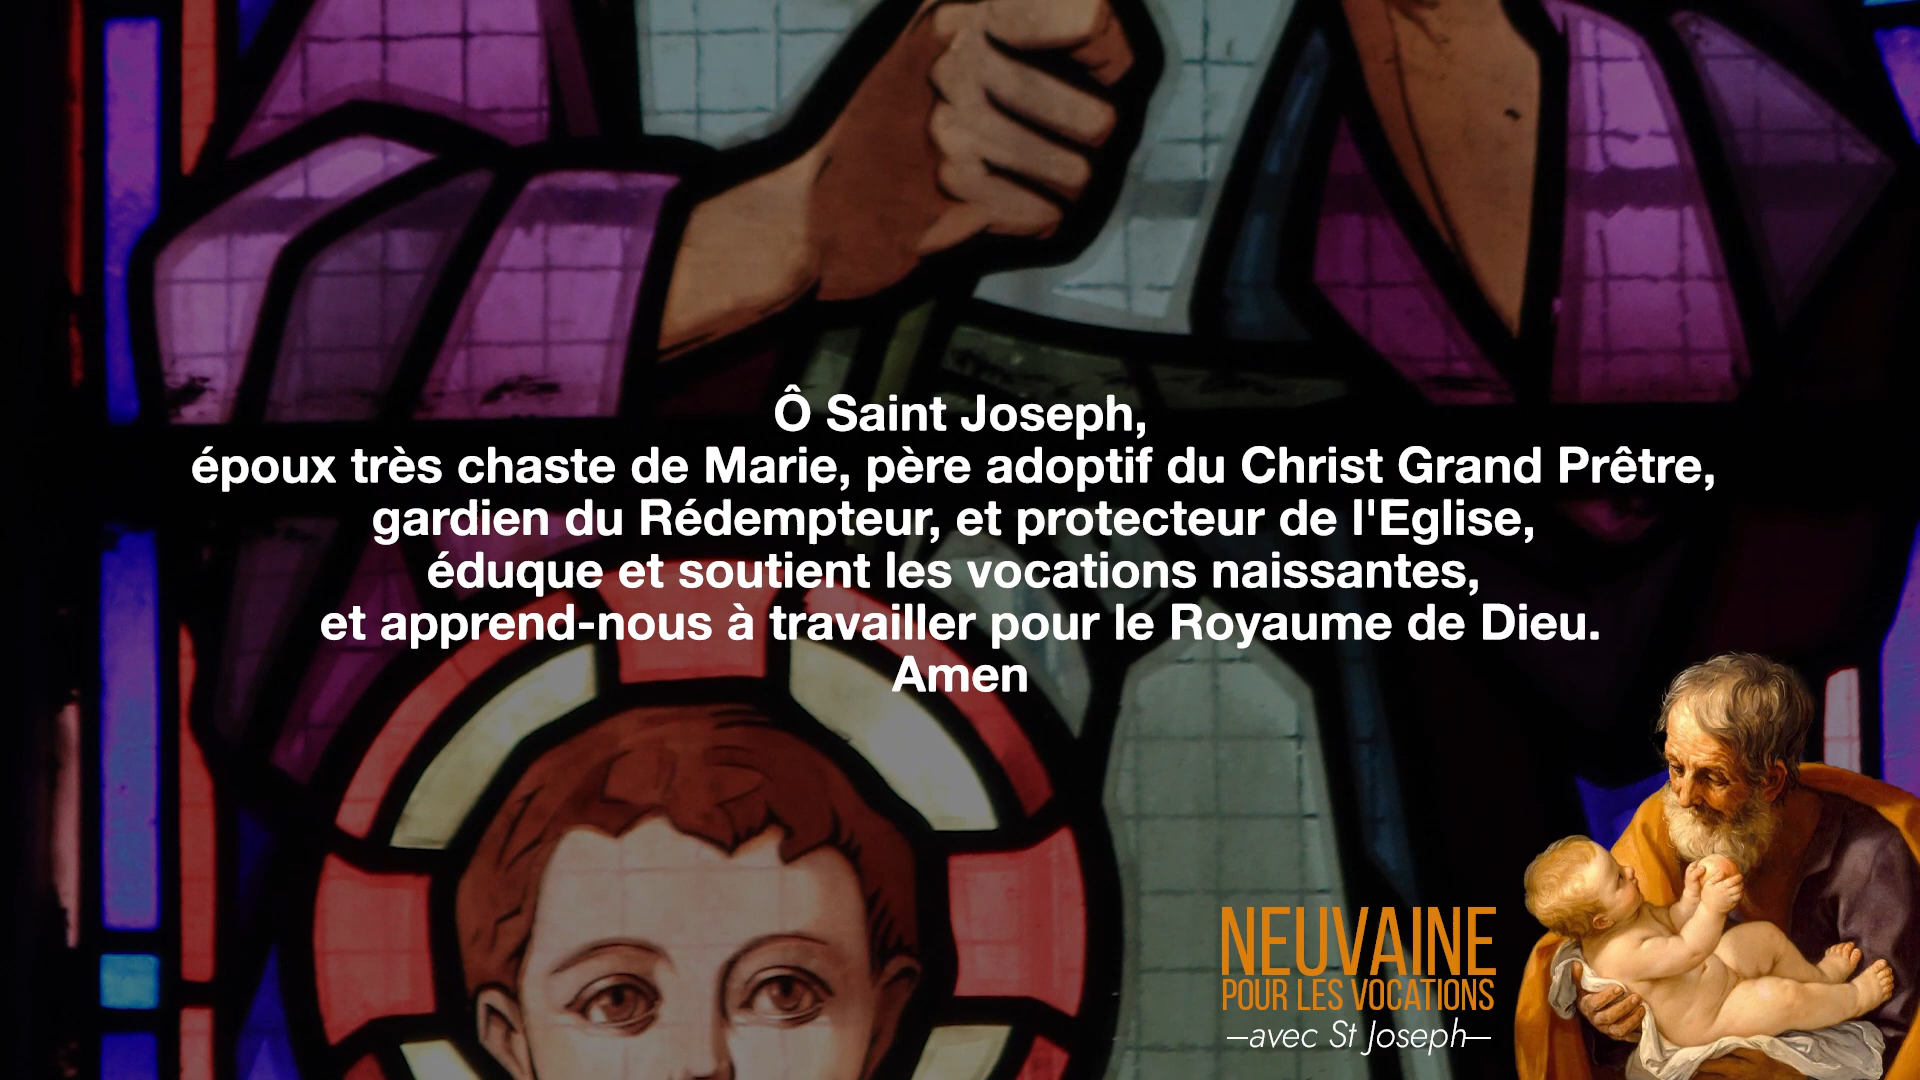 Ô Saint Joseph,
époux très chaste de Marie, père adoptif du Christ Grand Prêtre,
gardien du Rédempteur, et protecteur de l'Eglise,
éduque et soutient les vocations naissantes,
et apprend-nous à travailler pour le Royaume de Dieu.
Amen
NEUVAINE
POUR LES VOCATIONS
—avec St Joseph—